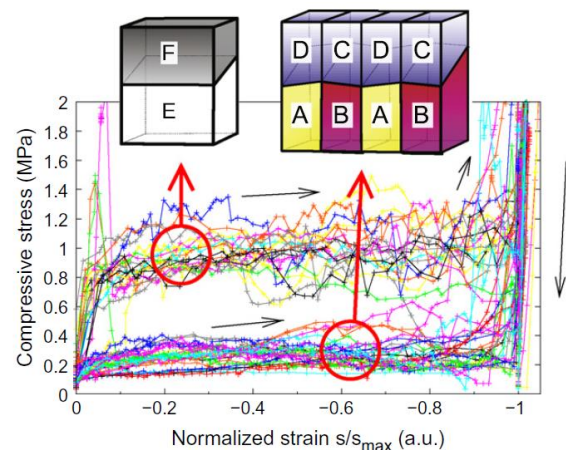 F
E
D C D C
A B A B
Compressive stress (MPa)
2
1.8
1.6
1.4
1.2
1
0.8
0.6
0.4
0.2
0
0 −0.2 −0.4 −0.6 −0.8 −1
Normalized strain s/smax (a.u.)